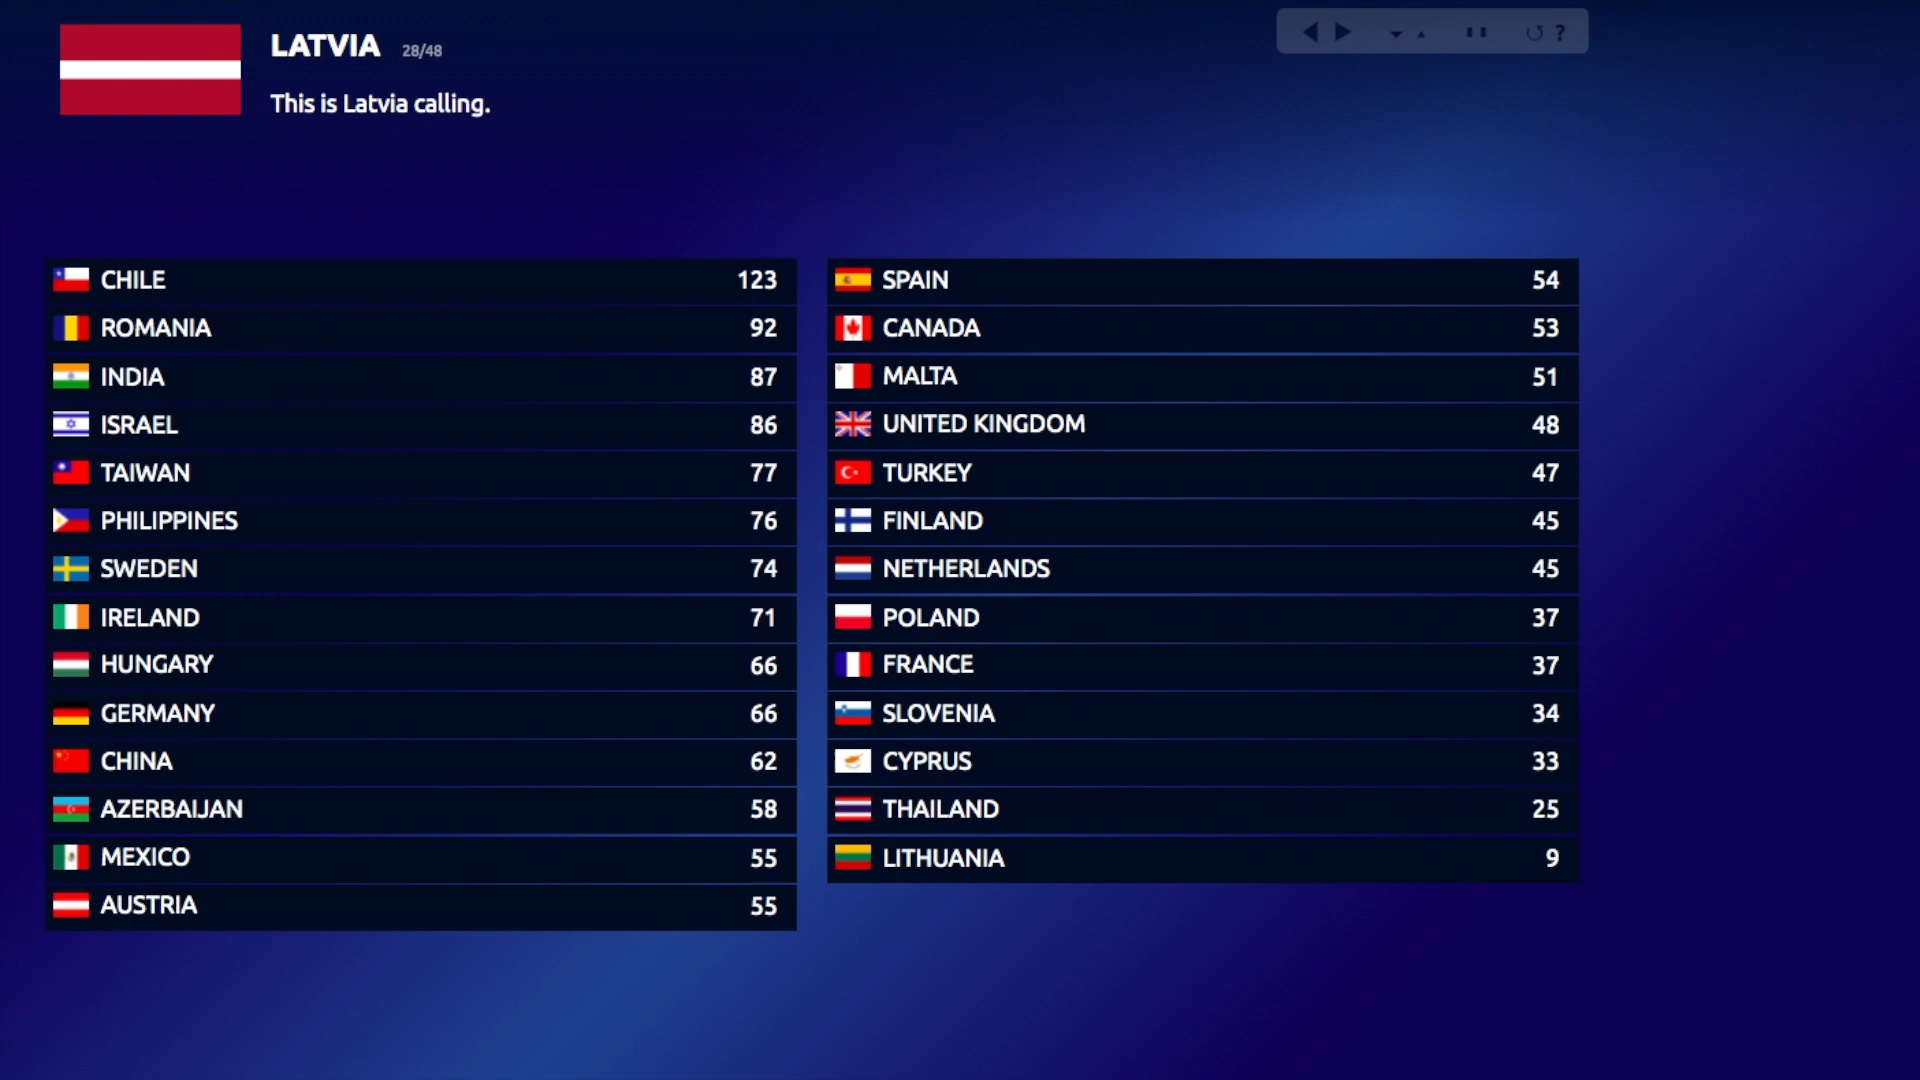 LATVIA 28/48
This is Latvia calling.
?
CHILE 123
ROMANIA 92
INDIA 87
ISRAEL 86
TAIWAN 77
PHILIPPINES 76
SWEDEN 74
IRELAND 71
HUNGARY 66
GERMANY 66
CHINA 62
AZERBAIJAN 58
MEXICO 55
AUSTRIA 55
SPAIN 54
CANADA 53
MALTA 51
UNITED KINGDOM 48
TURKEY 47
FINLAND 45
NETHERLANDS 45
POLAND 37
FRANCE 37
SLOVENIA 34
CYPRUS 33
THAILAND 25
LITHUANIA 9